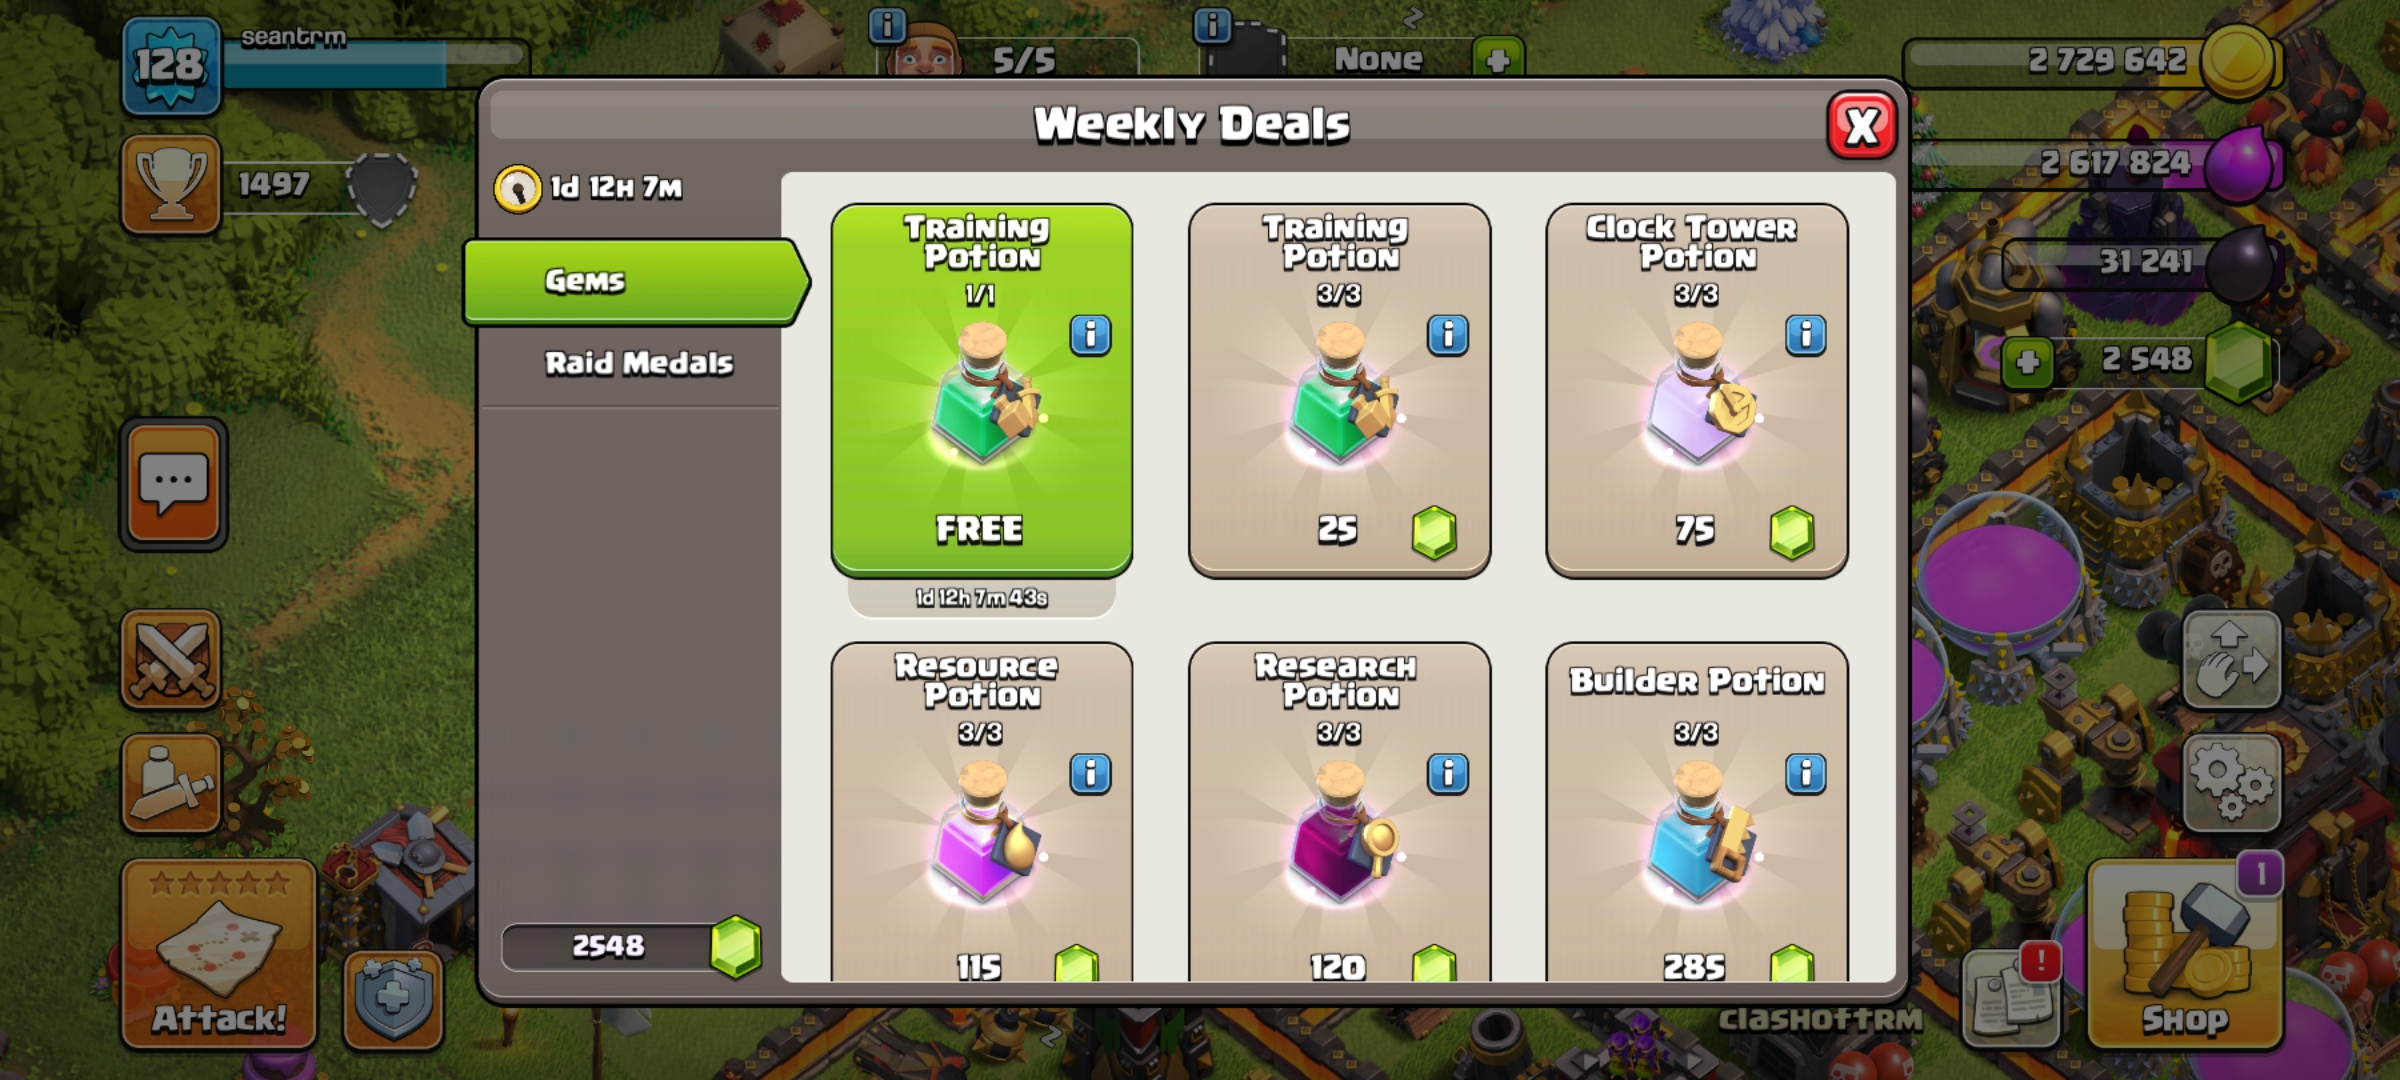 128
seantrm
5/5
None
2 729 642
1497
2 617 824
31 241
2 548
Weekly Deals
X
1d 12H 7M
Gems
Raid Medals
Training
Potion
1/1
FREE
1d 12h 7m 43s
Training
Potion
3/3
25
Clock Tower
Potion
3/3
75
Resource
Potion
3/3
115
Research
Potion
3/3
120
Builder Potion
3/3
285
2548
Attack!
clashofTRM
!
1
Shop